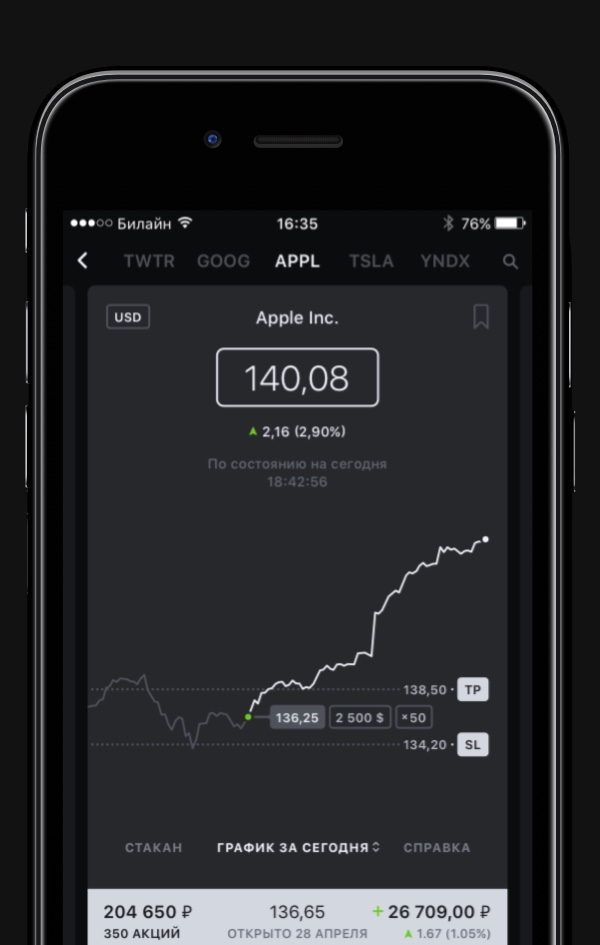 Билайн 16:35 76%
TWTR GOOG APPL TSLA YNDX
USD Apple Inc.
140,08
2,16 (2,90%)
По состоянию на сегодня
18:42:56
138,50 · TP
136,25 2 500 $ ×50
134,20 · SL
СТАКАН ГРАФИК ЗА СЕГОДНЯ СПРАВКА
204 650 ₽ 136,65 + 26 709,00 ₽
350 АКЦИЙ ОТКРЫТО 28 АПРЕЛЯ 1.67 (1.05%)